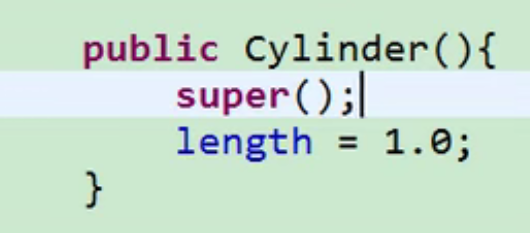 public Cylinder(){
super();
length = 1.0;
}